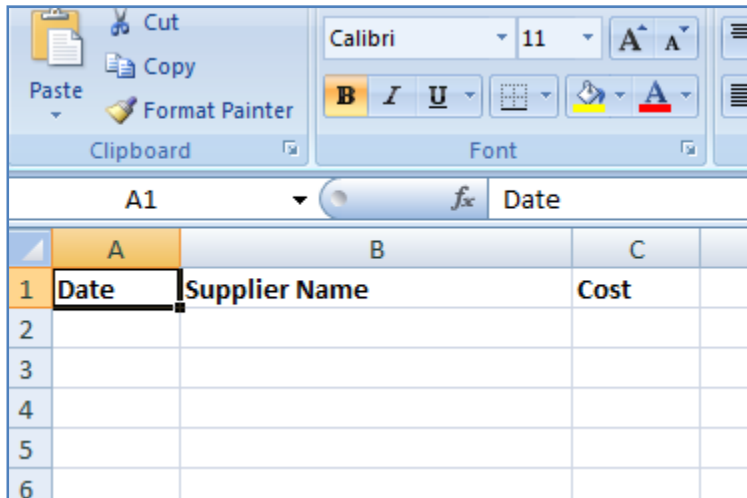 Cut
Calibri 11 A A
Copy
Paste
B I U A
Format Painter
Clipboard Font
A1 fx Date
A B C
1 Date Supplier Name Cost
2
3
4
5
6